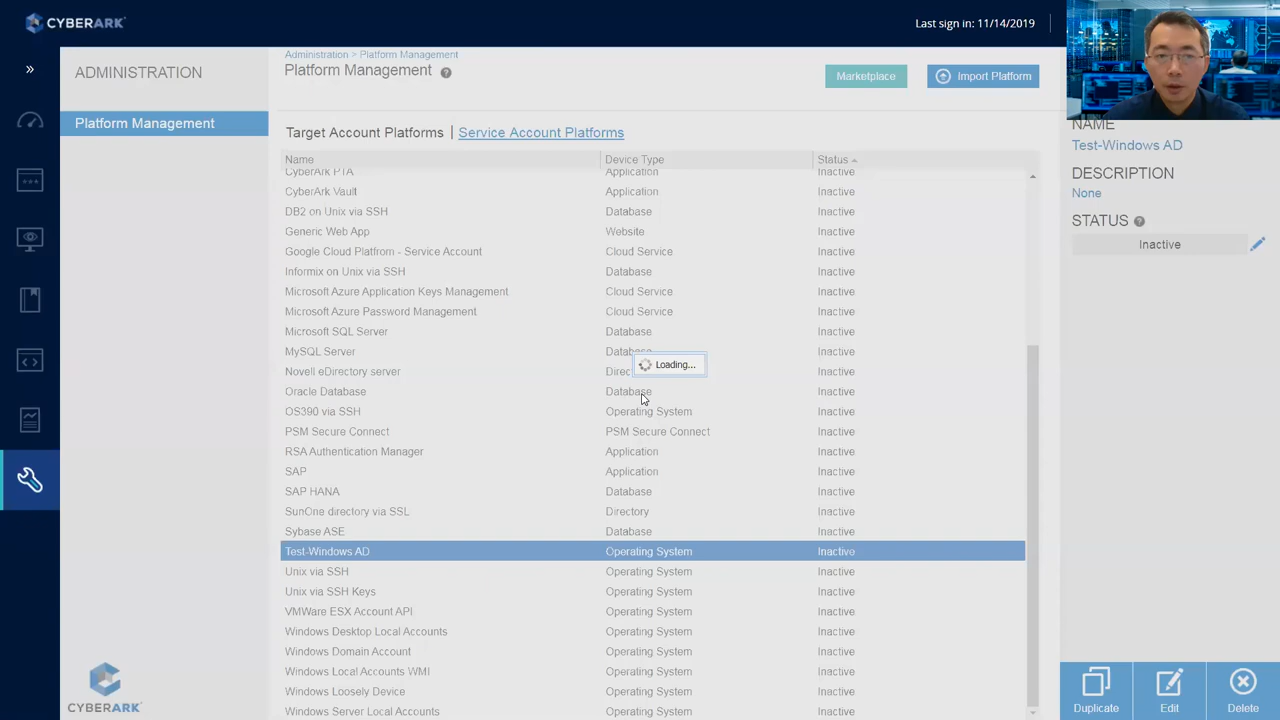 CYBERARK
Last sign in: 11/14/2019
»
ADMINISTRATION
Platform Management
Administration > Platform Management
Platform Management ?
Marketplace
Import Platform
Target Account Platforms | Service Account Platforms
Name Device Type Status
CyberArk PTA Application Inactive
CyberArk Vault Application Inactive
DB2 on Unix via SSH Database Inactive
Generic Web App Website Inactive
Google Cloud Platfrom - Service Account Cloud Service Inactive
Informix on Unix via SSH Database Inactive
Microsoft Azure Application Keys Management Cloud Service Inactive
Microsoft Azure Password Management Cloud Service Inactive
Microsoft SQL Server Database Inactive
MySQL Server Database Inactive
Loading...
Novell eDirectory server Direc Inactive
Oracle Database Database Inactive
OS390 via SSH Operating System Inactive
PSM Secure Connect PSM Secure Connect Inactive
RSA Authentication Manager Application Inactive
SAP Application Inactive
SAP HANA Database Inactive
SunOne directory via SSL Directory Inactive
Sybase ASE Database Inactive
Test-Windows AD Operating System Inactive
Unix via SSH Operating System Inactive
Unix via SSH Keys Operating System Inactive
VMWare ESX Account API Operating System Inactive
Windows Desktop Local Accounts Operating System Inactive
Windows Domain Account Operating System Inactive
Windows Local Accounts WMI Operating System Inactive
Windows Loosely Device Operating System Inactive
Windows Server Local Accounts Operating System Inactive
NAME
Test-Windows AD
DESCRIPTION
None
STATUS ?
Inactive
Duplicate Edit Delete
CYBERARK